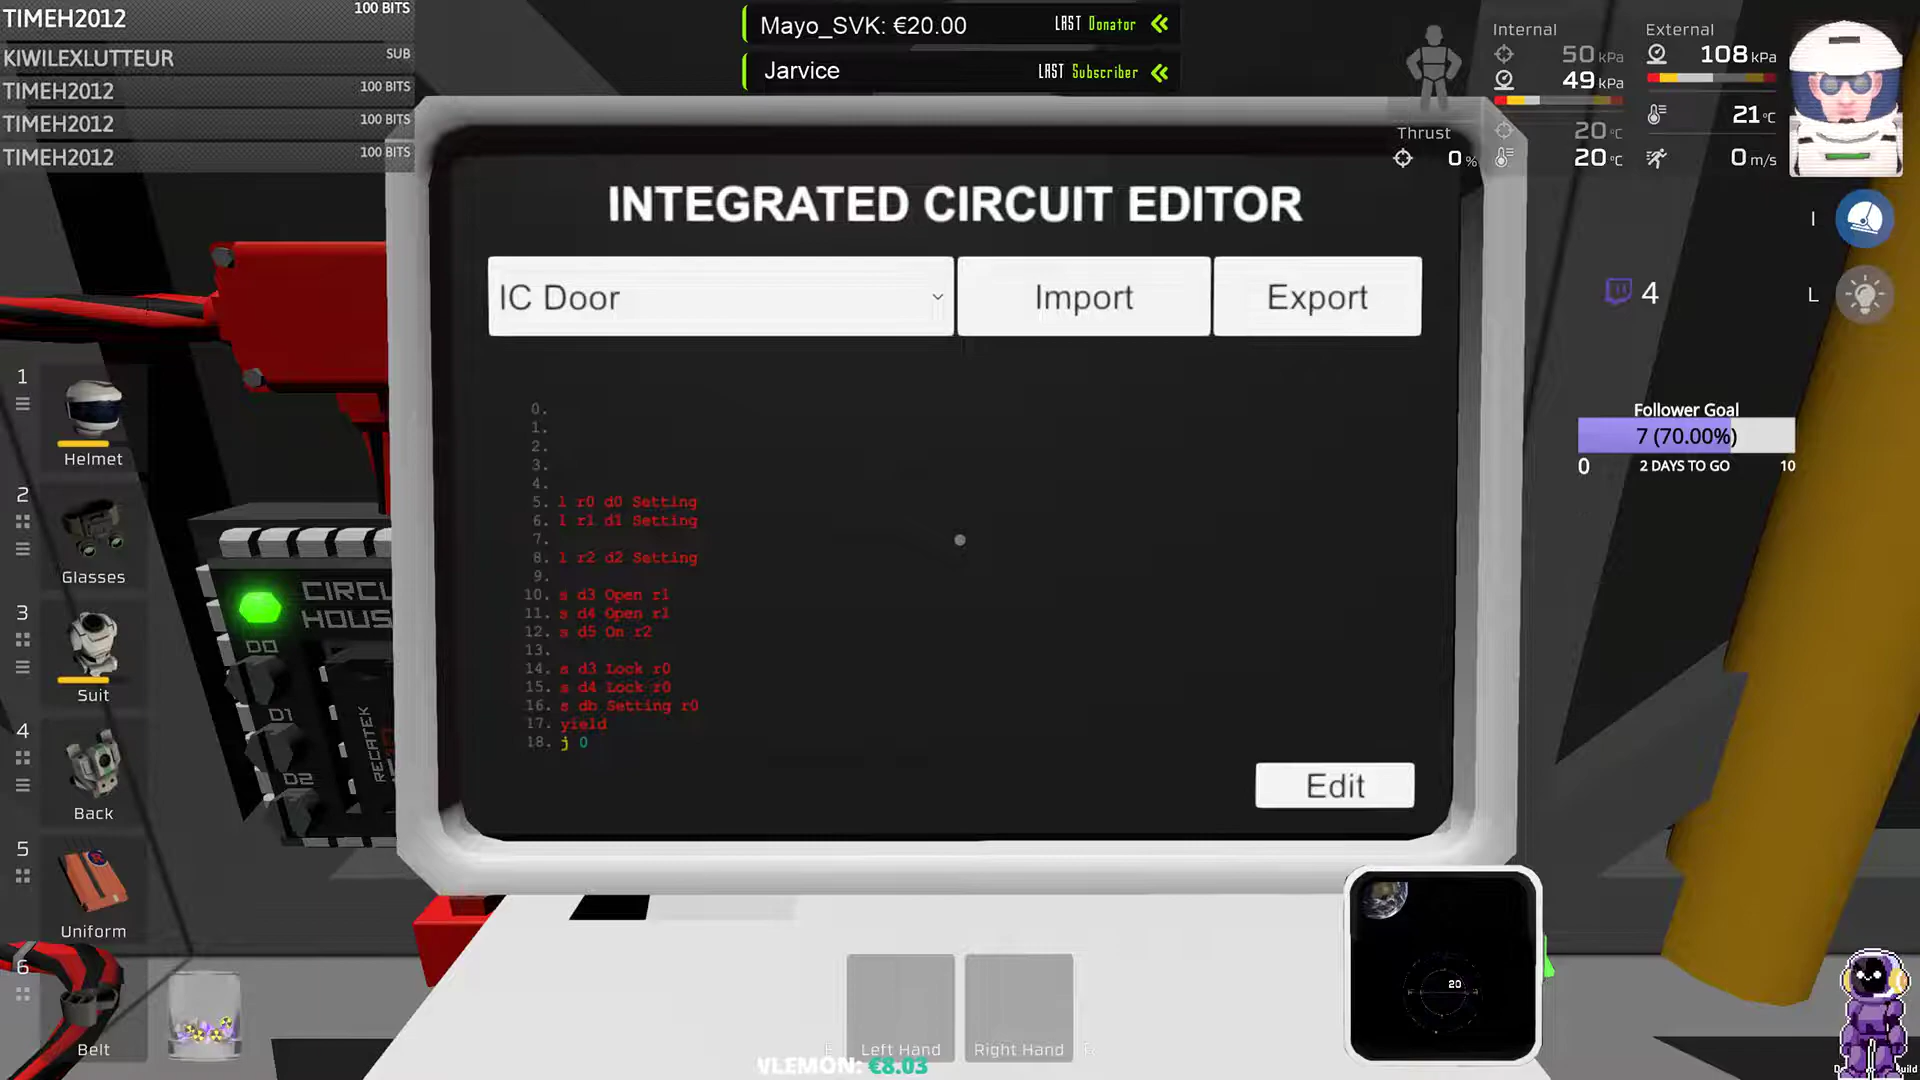 TIMEH2012 100 BITS
KIWILEXLUTTEUR SUB
TIMEH2012 100 BITS
TIMEH2012 100 BITS
TIMEH2012 100 BITS
Mayo_SVK: €20.00 LAST Donator
Jarvice LAST Subscriber
Internal
50 kPa
49 kPa
20 °C
20 °C
External
108 kPa
21 °C
0 m/s
Thrust
0 %
I
L
4
Follower Goal
7 (70.00%)
0 2 DAYS TO GO 10
INTEGRATED CIRCUIT EDITOR
IC Door Import Export
0.
1.
2.
3.
4.
5. l r0 d0 Setting
6. l r1 d1 Setting
7.
8. l r2 d2 Setting
9.
10. s d3 Open r1
11. s d4 Open r1
12. s d5 On r2
13.
14. s d3 Lock r0
15. s d4 Lock r0
16. s db Setting r0
17. yield
18. j 0
Edit
1
Helmet
2
Glasses
3
Suit
4
Back
5
Uniform
6
Belt
CIRCU
HOUS
D0
D1
D2
RECATEK
20
E Left Hand Right Hand
VLEMON: €8.03